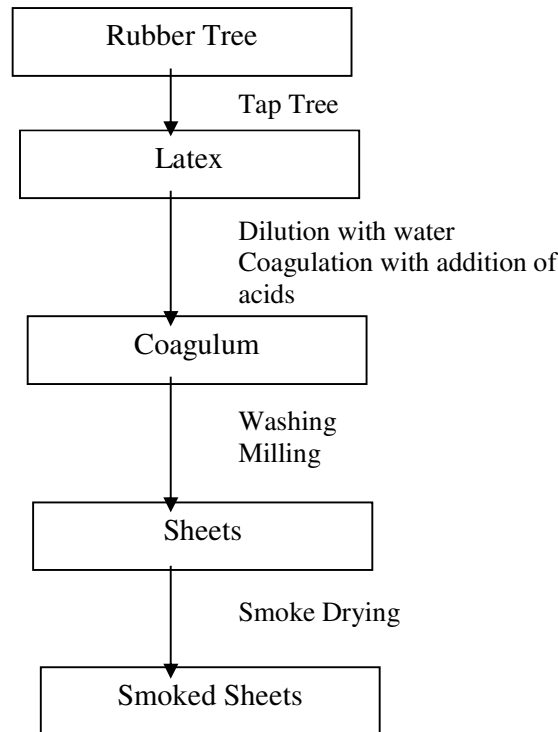 Rubber Tree
Tap Tree
Latex
Dilution with water
Coagulation with addition of
acids
Coagulum
Washing
Milling
Sheets
Smoke Drying
Smoked Sheets